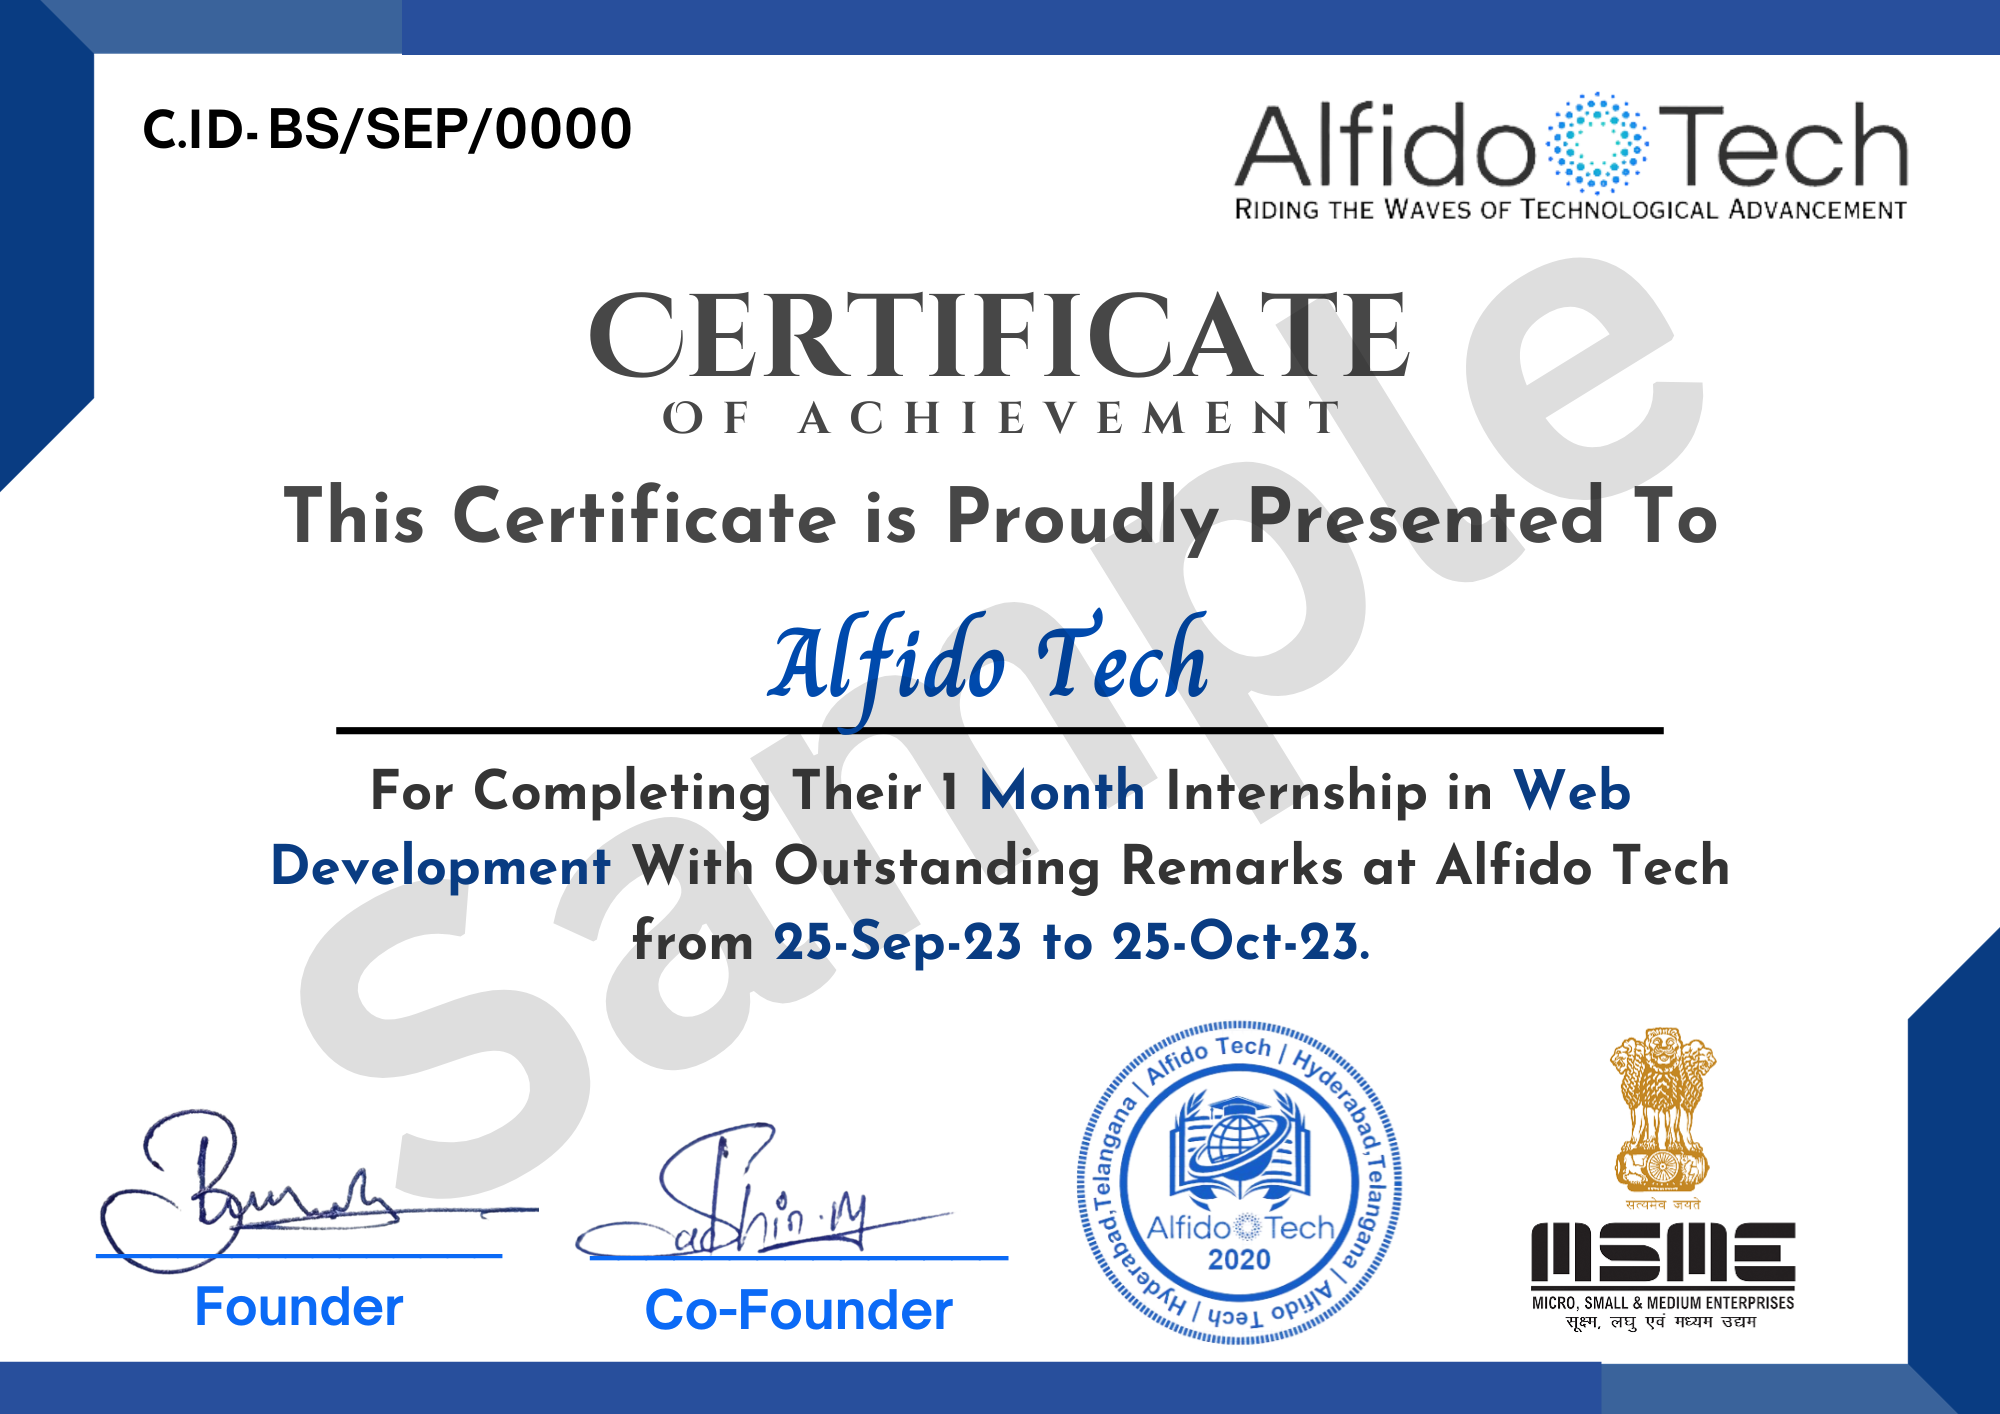 C.ID- BS/SEP/0000
Alfido Tech
RIDING THE WAVES OF TECHNOLOGICAL ADVANCEMENT
CERTIFICATE
OF ACHIEVEMENT
This Certificate is Proudly Presented To
Alfido Tech
For Completing Their 1 Month Internship in Web
Development With Outstanding Remarks at Alfido Tech
from 25-Sep-23 to 25-Oct-23.
Sample
Sachin.M
Founder
Co-Founder
Alfido Tech | Hyderabad,Telangana | Alfido Tech | Hyderabad,Telangana |
Alfido Tech
2020
सत्यमेव जयते
MSME
MICRO, SMALL & MEDIUM ENTERPRISES
सूक्ष्म, लघु एवं मध्यम उद्यम